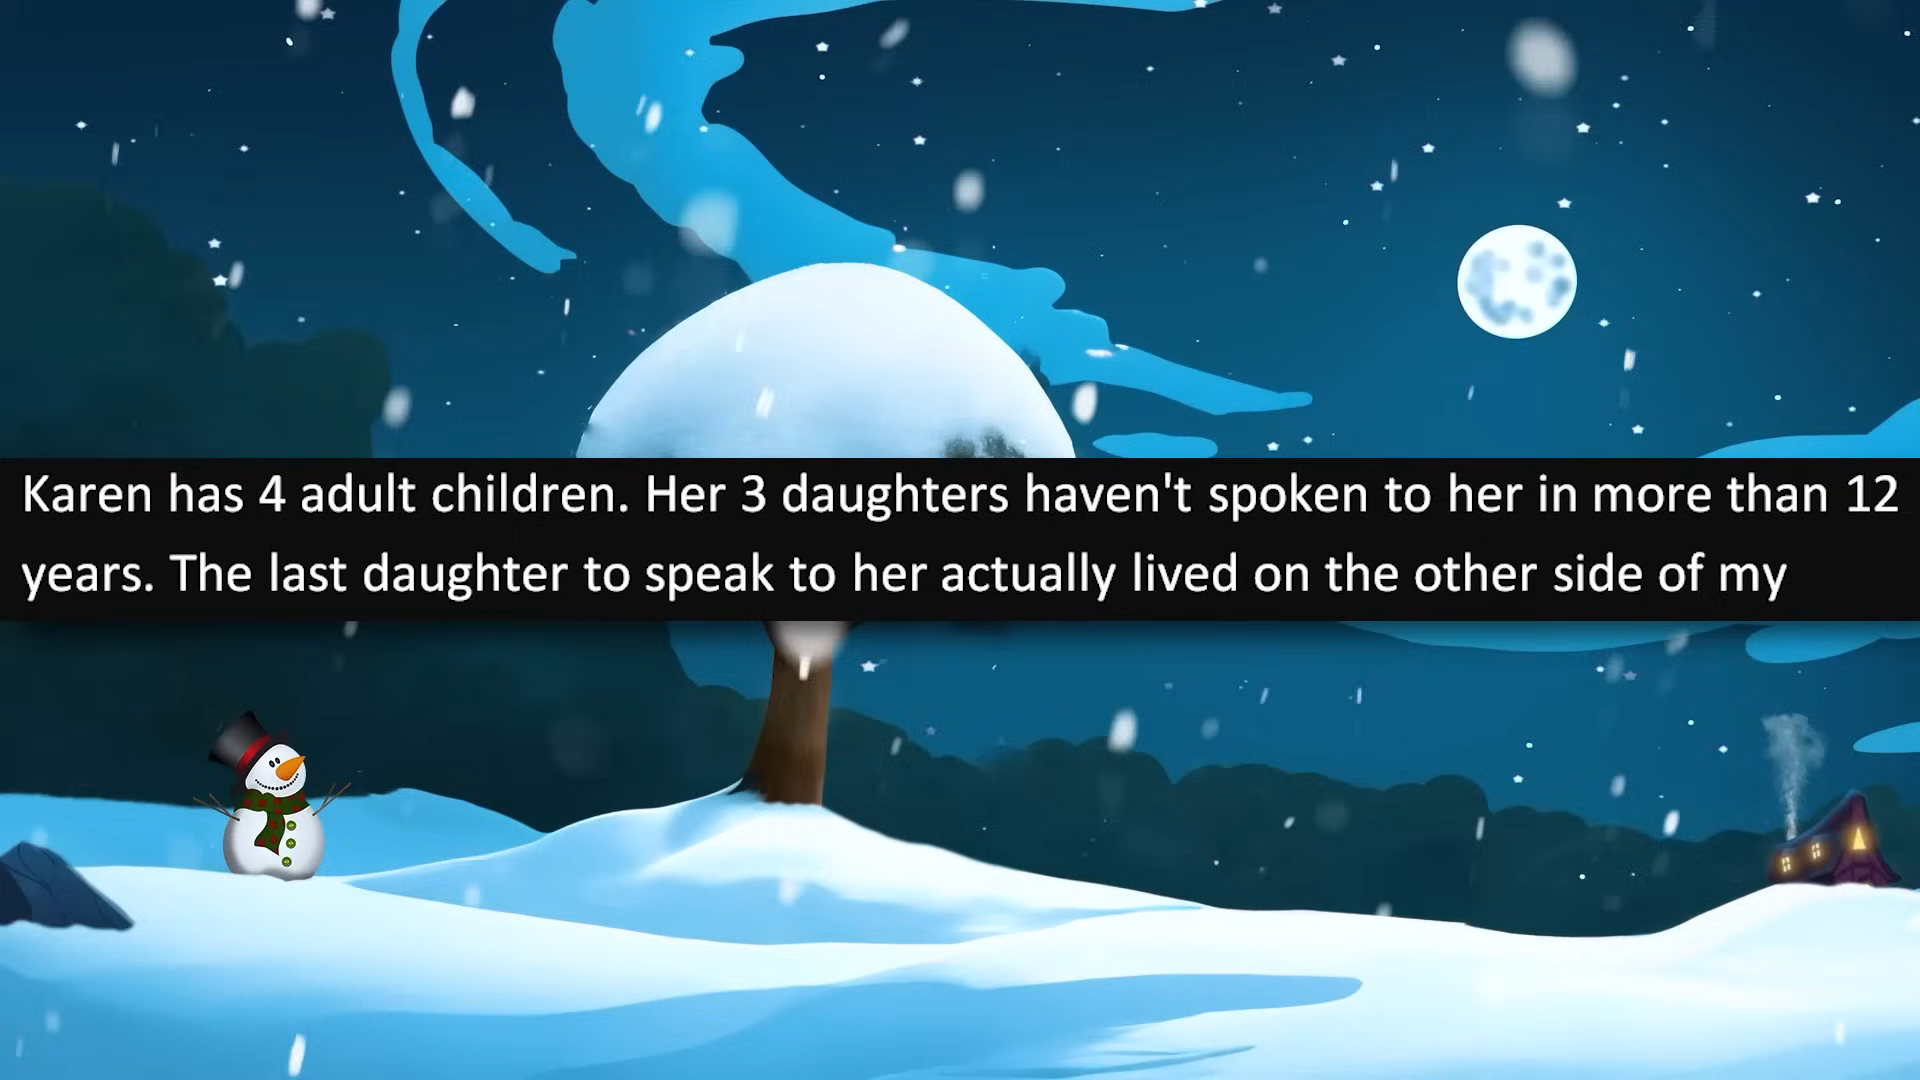 Karen has 4 adult children. Her 3 daughters haven't spoken to her in more than 12
years. The last daughter to speak to her actually lived on the other side of my